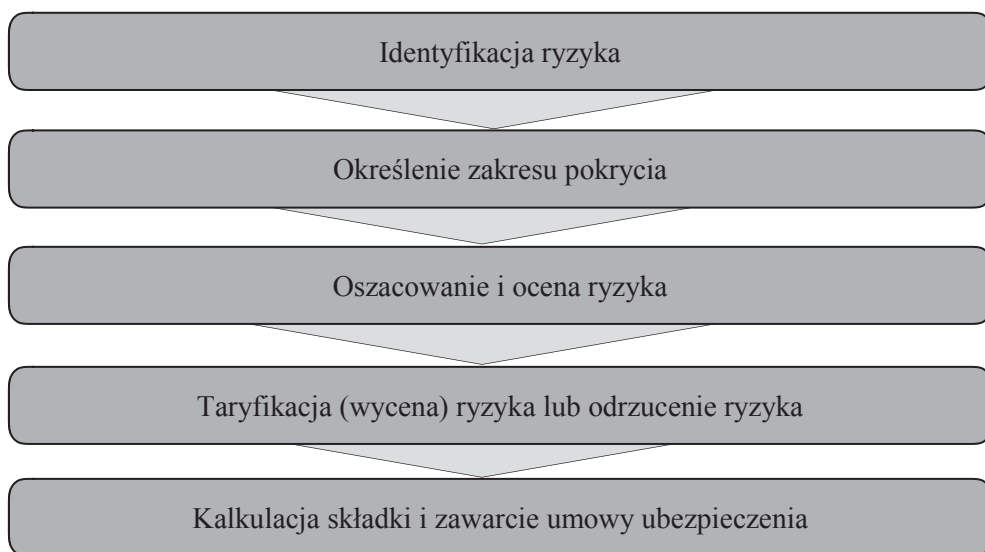 Identyfikacja ryzyka
Określenie zakresu pokrycia
Oszacowanie i ocena ryzyka
Taryfikacja (wycena) ryzyka lub odrzucenie ryzyka
Kalkulacja składki i zawarcie umowy ubezpieczenia